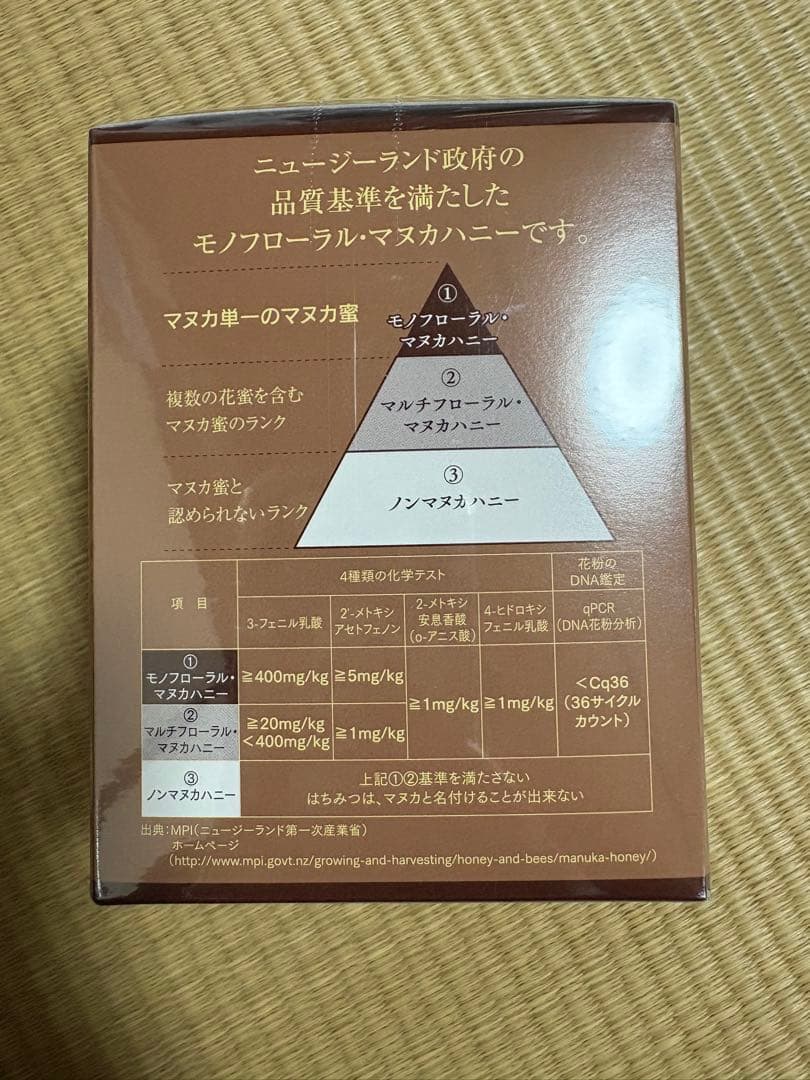 ニュージーランド政府の
品質基準を満たした
モノフローラル・マヌカハニーです。
マヌカ単一のマヌカ蜜
①
モノフローラル・
マヌカハニー
複数の花蜜を含む
マヌカ蜜のランク
②
マルチフローラル・
マヌカハニー
マヌカ蜜と
認められないランク
③
ノンマヌカハニー
項 目
4種類の化学テスト
花粉の
DNA鑑定
3-フェニル乳酸
2'-メトキシ
アセトフェノン
2-メトキシ
安息香酸
(o-アニス酸)
4-ヒドロキシ
フェニル乳酸
qPCR
(DNA花粉分析)
①
モノフローラル・
マヌカハニー
≧400mg/kg
≧5mg/kg
≧1mg/kg
≧1mg/kg
<Cq36
(36サイクル
カウント)
②
マルチフローラル・
マヌカハニー
≧20mg/kg
<400mg/kg
≧1mg/kg
③
ノンマヌカハニー
上記①②基準を満たさない
はちみつは、マヌカと名付けることが出来ない
出典:MPI(ニュージーランド第一次産業省)
ホームページ
(http://www.mpi.govt.nz/growing-and-harvesting/honey-and-bees/manuka-honey/)